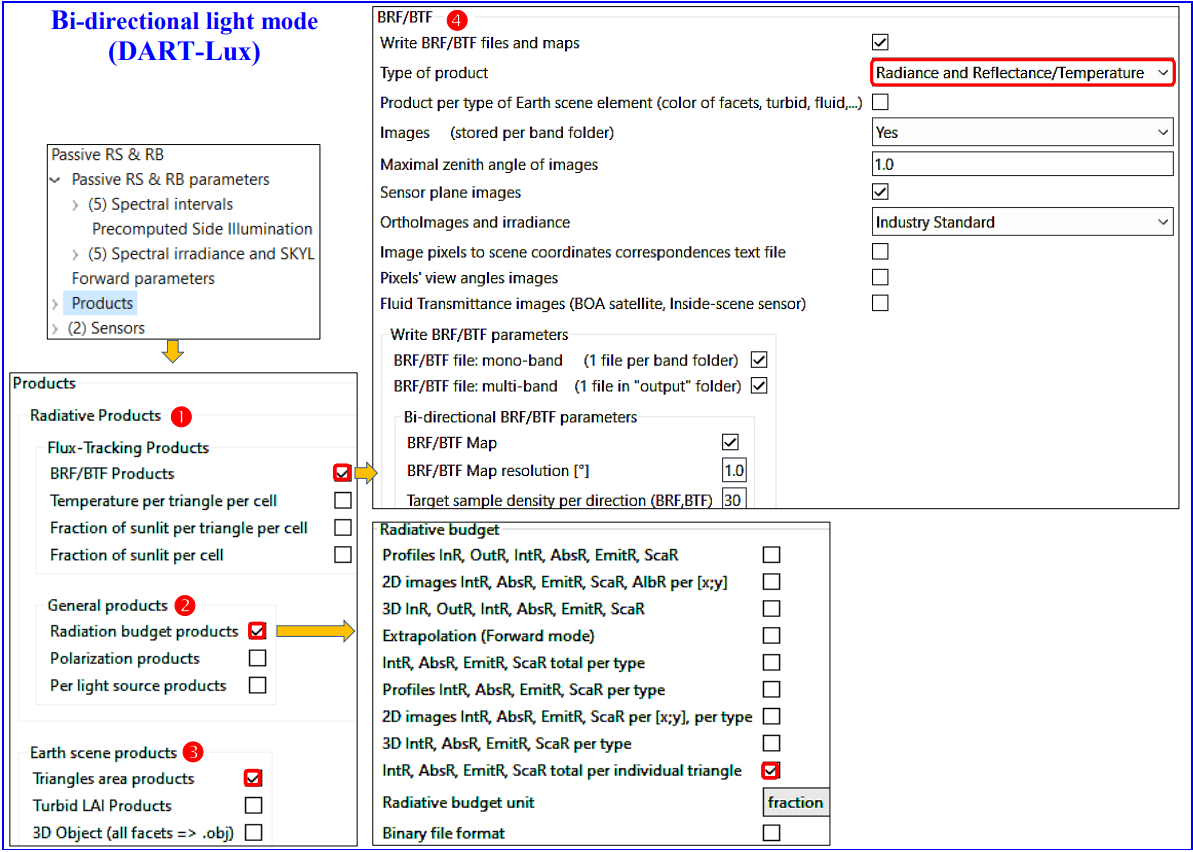 Bi-directional light mode
(DART-Lux)
Passive RS & RB
Passive RS & RB parameters
(5) Spectral intervals
Precomputed Side Illumination
(5) Spectral irradiance and SKYL
Forward parameters
Products
(2) Sensors
Products
Radiative Products 1
Flux-Tracking Products
BRF/BTF Products
Temperature per triangle per cell
Fraction of sunlit per triangle per cell
Fraction of sunlit per cell
General products 2
Radiation budget products
Polarization products
Per light source products
Earth scene products 3
Triangles area products
Turbid LAI Products
3D Object (all facets => .obj)
BRF/BTF 4
Write BRF/BTF files and maps
Type of product Radiance and Reflectance/Temperature
Product per type of Earth scene element (color of facets, turbid, fluid,...)
Images (stored per band folder) Yes
Maximal zenith angle of images 1.0
Sensor plane images
OrthoImages and irradiance Industry Standard
Image pixels to scene coordinates correspondences text file
Pixels' view angles images
Fluid Transmittance images (BOA satellite, Inside-scene sensor)
Write BRF/BTF parameters
BRF/BTF file: mono-band (1 file per band folder)
BRF/BTF file: multi-band (1 file in "output" folder)
Bi-directional BRF/BTF parameters
BRF/BTF Map
BRF/BTF Map resolution [°] 1.0
Target sample density per direction (BRF,BTF) 30
Radiative budget
Profiles InR, OutR, IntR, AbsR, EmitR, ScaR
2D images IntR, AbsR, EmitR, ScaR, AlbR per [x;y]
3D InR, OutR, IntR, AbsR, EmitR, ScaR
Extrapolation (Forward mode)
IntR, AbsR, EmitR, ScaR total per type
Profiles IntR, AbsR, EmitR, ScaR per type
2D images IntR, AbsR, EmitR, ScaR per [x;y], per type
3D IntR, AbsR, EmitR, ScaR per type
IntR, AbsR, EmitR, ScaR total per individual triangle
Radiative budget unit fraction
Binary file format